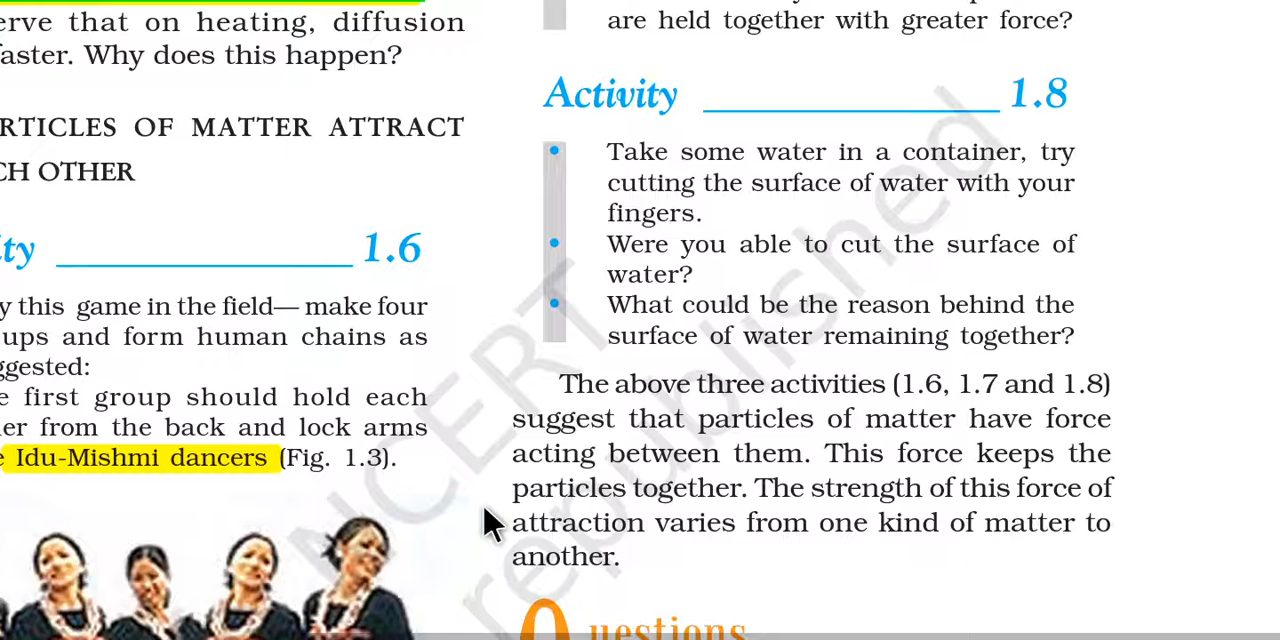 erve that on heating, diffusion
faster. Why does this happen?
RTICLES OF MATTER ATTRACT
CH OTHER
ity 1.6
y this game in the field— make four
ups and form human chains as
ggested:
e first group should hold each
er from the back and lock arms
e Idu-Mishmi dancers (Fig. 1.3).
are held together with greater force?
Activity 1.8
• Take some water in a container, try
cutting the surface of water with your
fingers.
• Were you able to cut the surface of
water?
• What could be the reason behind the
surface of water remaining together?
The above three activities (1.6, 1.7 and 1.8)
suggest that particles of matter have force
acting between them. This force keeps the
particles together. The strength of this force of
attraction varies from one kind of matter to
another.
Questions
NCERT
republished